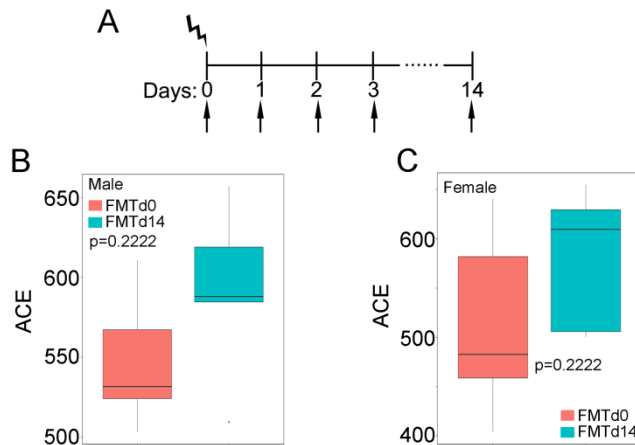 A
Days: 0 1 2 3 14
B
Male
FMTd0
FMTd14
p=0.2222
ACE
650
600
550
500
C
Female
p=0.2222
FMTd0
FMTd14
ACE
600
500
400